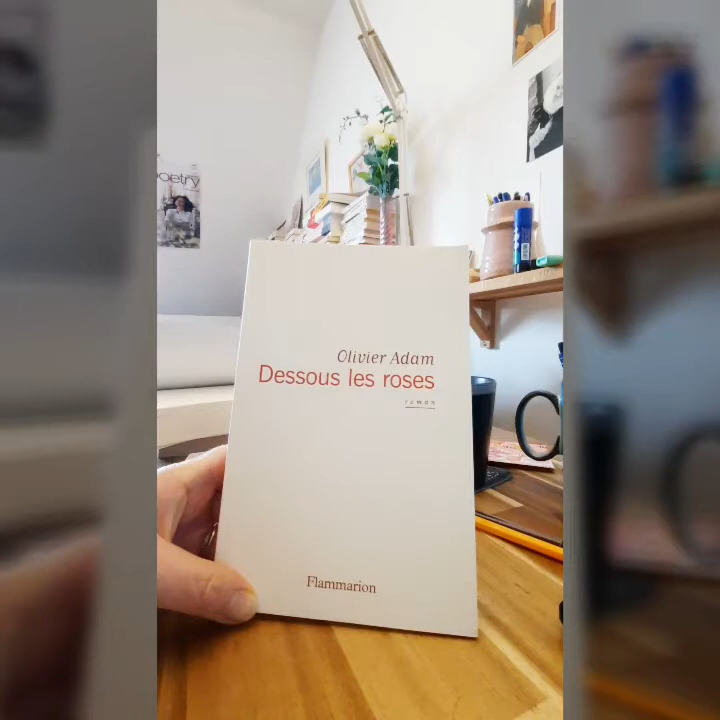 poetry
Olivier Adam
Dessous les roses
roman
Flammarion